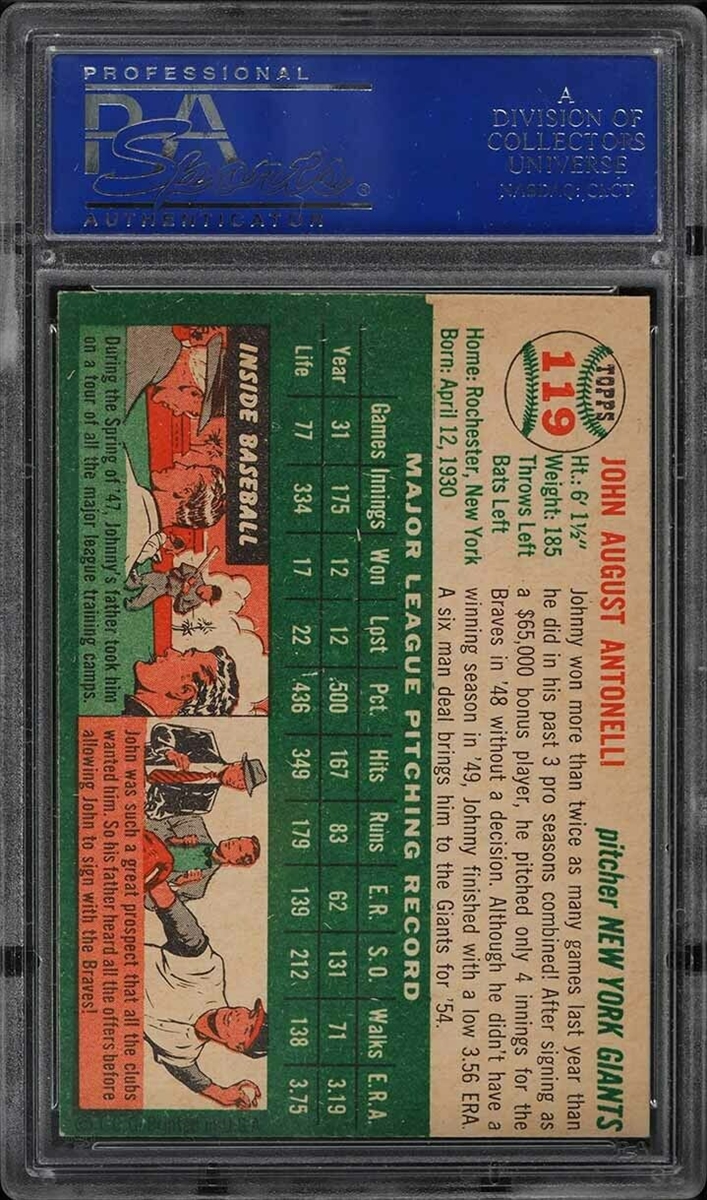 PROFESSIONAL
PSA
Sports ®
AUTHENTICATOR
A
DIVISION OF
COLLECTORS
UNIVERSE
NASDAQ: CLCT
TOPPS
119
JOHN AUGUST ANTONELLI
pitcher NEW YORK GIANTS
Ht.: 6' 1½"
Weight: 185
Throws Left
Bats Left
Home: Rochester, New York
Born: April 12, 1930
Johnny won more than twice as many games last year than
he did in his past 3 pro seasons combined! After signing as
a $65,000 bonus player, he pitched only 4 innings for the
Braves in '48 without a decision. Although he didn't have a
winning season in '49, Johnny finished with a low 3.56 ERA.
A six man deal brings him to the Giants for '54.
MAJOR LEAGUE PITCHING RECORD
Games Innings Won Lost Pct. Hits Runs E.R. S.O. Walks E.R.A.
Year 31 175 12 12 .500 167 83 62 131 71 3.19
Life 77 334 17 22 .436 349 179 139 212 138 3.75
INSIDE BASEBALL
During the Spring of '47, Johnny's father took him
on a tour of all the major league training camps.
John was such a great prospect that all the clubs
wanted him. So his father heard all the offers before
allowing John to sign with the Braves!